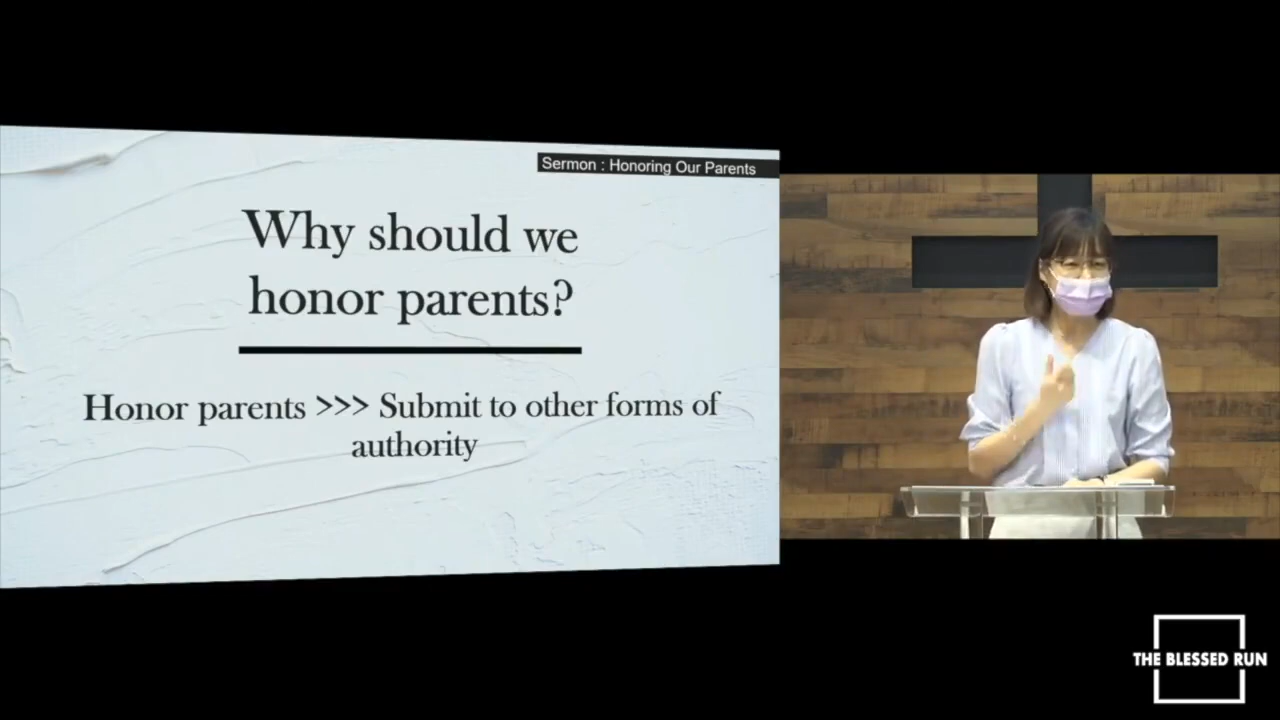 Sermon : Honoring Our Parents
Why should we
honor parents?
Honor parents >>> Submit to other forms of
authority
THE BLESSED RUN